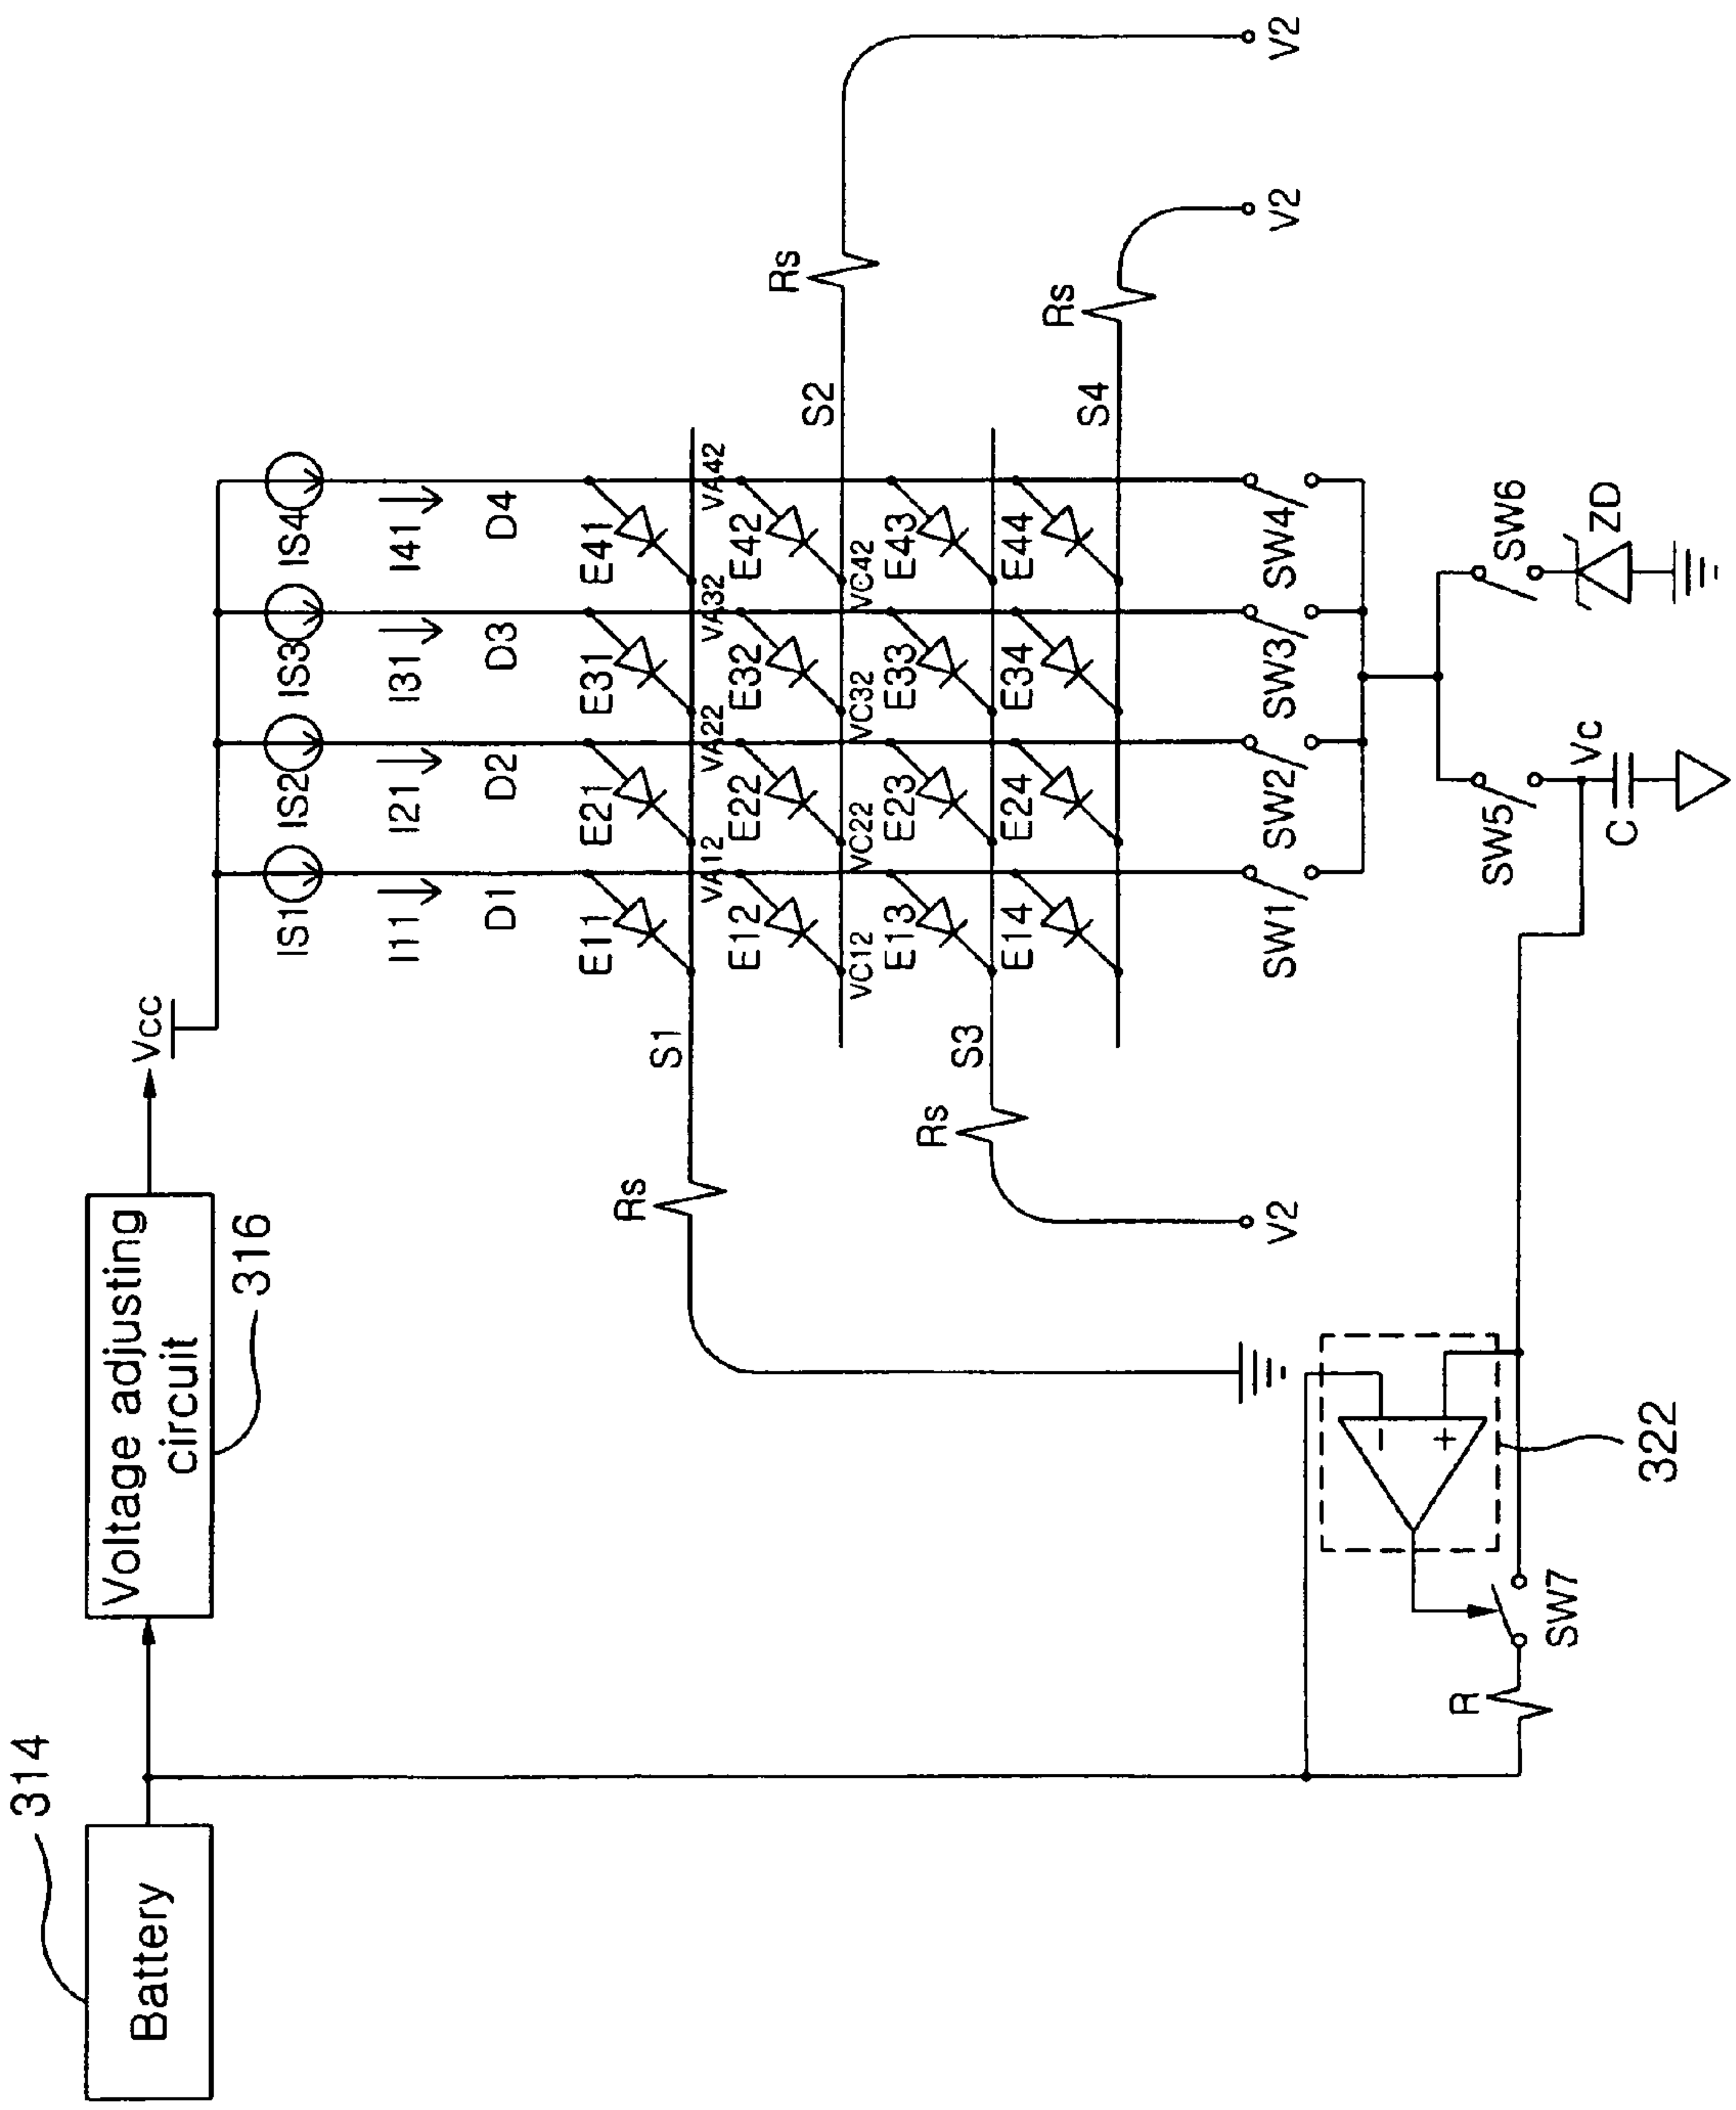 314
Battery
Voltage adjusting
circuit
316
Vcc
IS1 IS2 IS3 IS4
I11 I21 I31 I41
D1 D2 D3 D4
E11 E21 E31 E41
S1
Rs
VA12 VA22 VA32 VA42
E12 E22 E32 E42
S2
Rs
VC12 VC22 VC32 VC42
E13 E23 E33 E43
S3
Rs
E14 E24 E34 E44
S4
Rs
V2
V2
V2
SW1 SW2 SW3 SW4
SW5
SW6
Vc
C
ZD
−
+
322
SW7
R